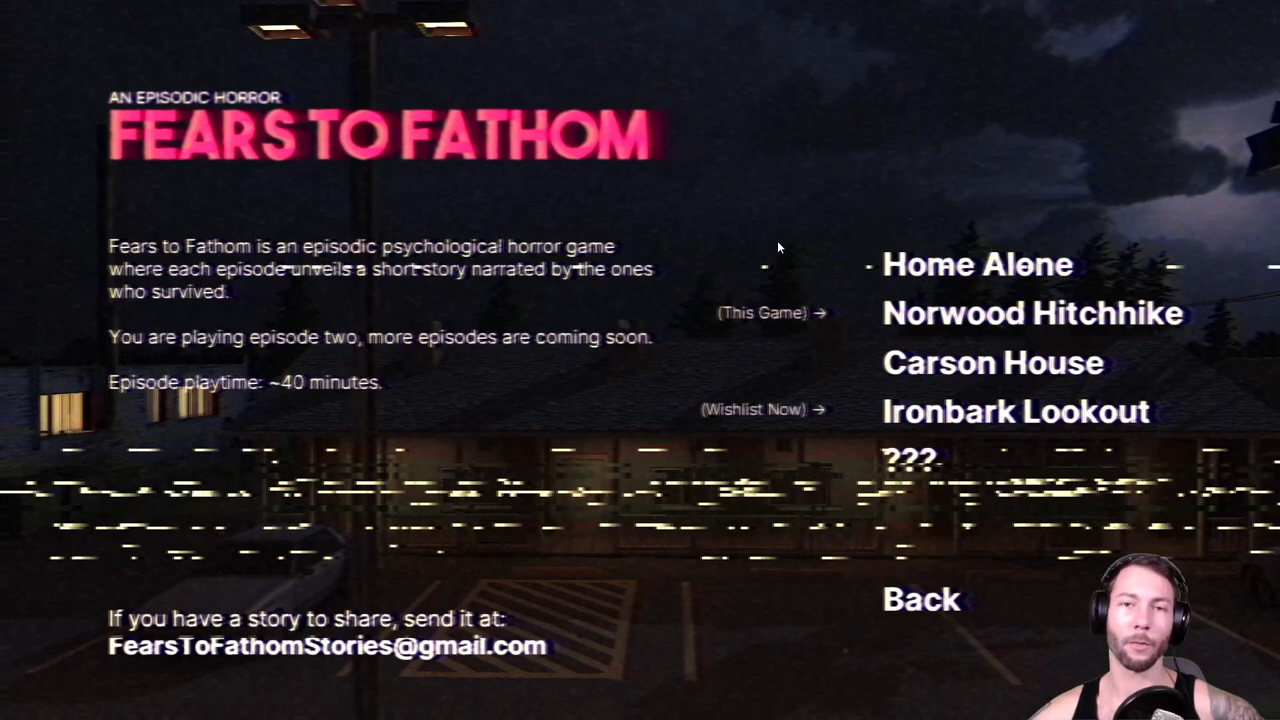 AN EPISODIC HORROR
FEARS TO FATHOM
Fears to Fathom is an episodic psychological horror game
where each episode unveils a short story narrated by the ones
who survived.
You are playing episode two, more episodes are coming soon.
Episode playtime: ~40 minutes.
Home Alone
(This Game) → Norwood Hitchhike
Carson House
(Wishlist Now) → Ironbark Lookout
???
Back
If you have a story to share, send it at:
FearsToFathomStories@gmail.com